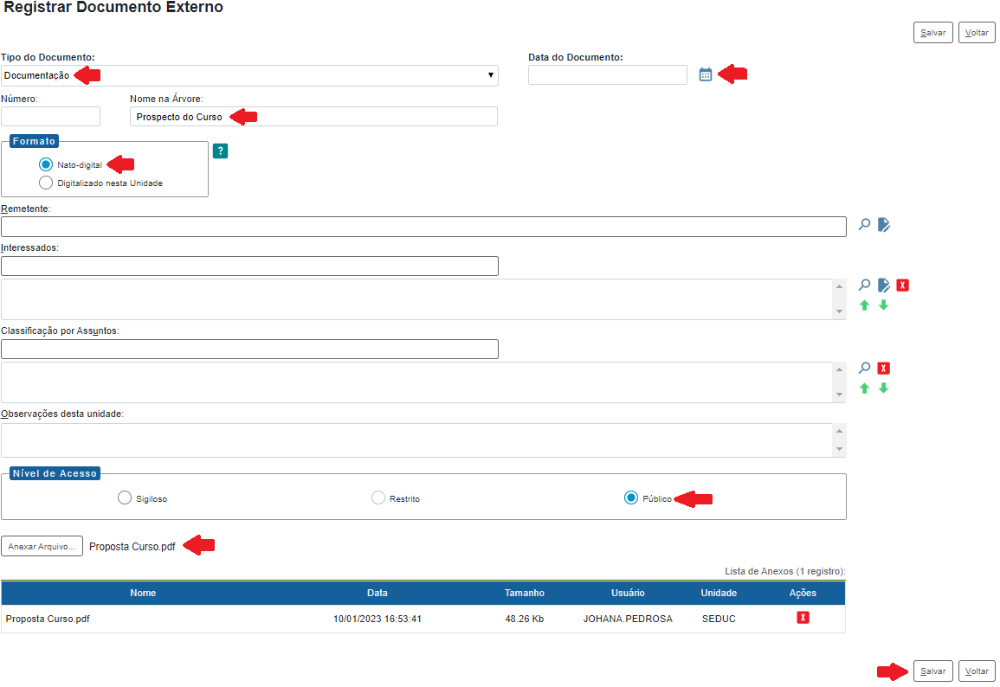 Registrar Documento Externo
Salvar Voltar
Tipo do Documento: Data do Documento:
Documentação
Número: Nome na Árvore:
Prospecto do Curso
Formato
?
Nato-digital
Digitalizado nesta Unidade
Remetente:
Interessados:
X
Classificação por Assuntos:
X
Observações desta unidade:
Nível de Acesso
Sigiloso Restrito Público
Anexar Arquivo... Proposta Curso.pdf
Lista de Anexos (1 registro):
Nome Data Tamanho Usuário Unidade Ações
Proposta Curso.pdf 10/01/2023 16:53:41 48.26 Kb JOHANA.PEDROSA SEDUC X
Salvar Voltar